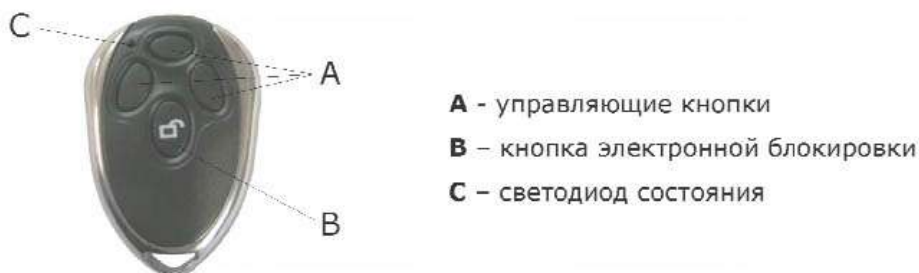 C
A
B
A - управляющие кнопки
B – кнопка электронной блокировки
C – светодиод состояния